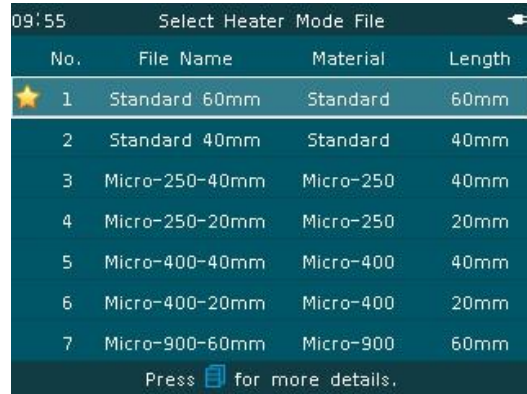 09:55 Select Heater Mode File
No. File Name Material Length
1 Standard 60mm Standard 60mm
2 Standard 40mm Standard 40mm
3 Micro-250-40mm Micro-250 40mm
4 Micro-250-20mm Micro-250 20mm
5 Micro-400-40mm Micro-400 40mm
6 Micro-400-20mm Micro-400 20mm
7 Micro-900-60mm Micro-900 60mm
Press for more details.